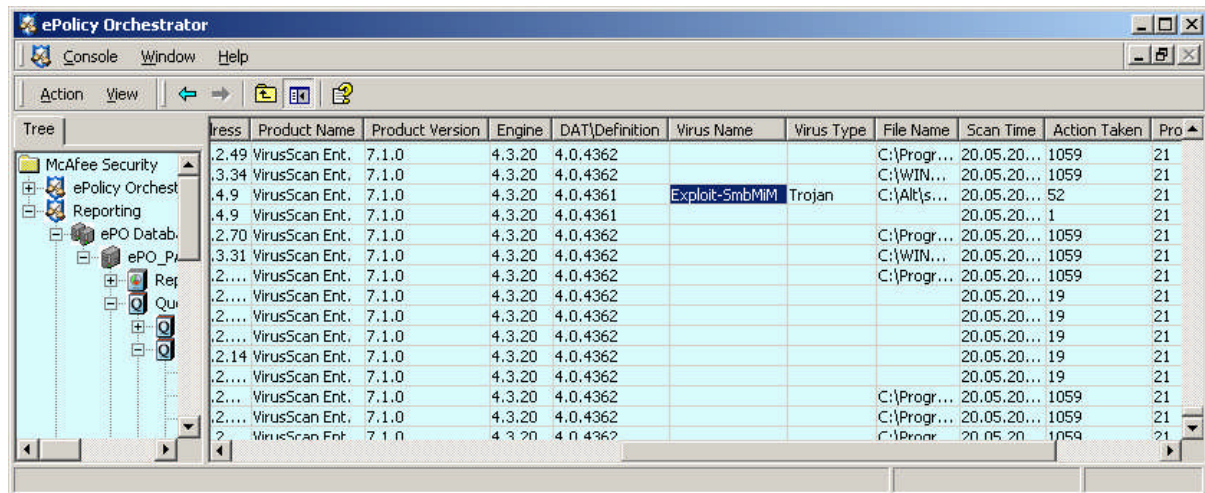 ePolicy Orchestrator
Console Window Help
Action View
Tree
McAfee Security
ePolicy Orchest
Reporting
ePO Datab
ePO_PA
Rep
Que
lress Product Name Product Version Engine DAT\Definition Virus Name Virus Type File Name Scan Time Action Taken Pro
.2.49 VirusScan Ent. 7.1.0 4.3.20 4.0.4362 C:\Progr... 20.05.20... 1059 21
.3.34 VirusScan Ent. 7.1.0 4.3.20 4.0.4362 C:\WIN... 20.05.20... 1059 21
.4.9 VirusScan Ent. 7.1.0 4.3.20 4.0.4361 Exploit-SmbMiM Trojan C:\Alt\s... 20.05.20... 52 21
.4.9 VirusScan Ent. 7.1.0 4.3.20 4.0.4361 20.05.20... 1 21
.2.70 VirusScan Ent. 7.1.0 4.3.20 4.0.4362 C:\Progr... 20.05.20... 1059 21
.3.31 VirusScan Ent. 7.1.0 4.3.20 4.0.4362 C:\WIN... 20.05.20... 1059 21
.2.... VirusScan Ent. 7.1.0 4.3.20 4.0.4362 C:\Progr... 20.05.20... 1059 21
.2.... VirusScan Ent. 7.1.0 4.3.20 4.0.4362 20.05.20... 19 21
.2.... VirusScan Ent. 7.1.0 4.3.20 4.0.4362 20.05.20... 19 21
.2.14 VirusScan Ent. 7.1.0 4.3.20 4.0.4362 20.05.20... 19 21
.2.... VirusScan Ent. 7.1.0 4.3.20 4.0.4362 20.05.20... 19 21
.2... VirusScan Ent. 7.1.0 4.3.20 4.0.4362 C:\Progr... 20.05.20... 1059 21
.2.... VirusScan Ent. 7.1.0 4.3.20 4.0.4362 C:\Progr... 20.05.20... 1059 21
.2 VirusScan Ent. 7.1.0 4.3.20 4.0.4362 C:\Progr 20.05.20 1059 21